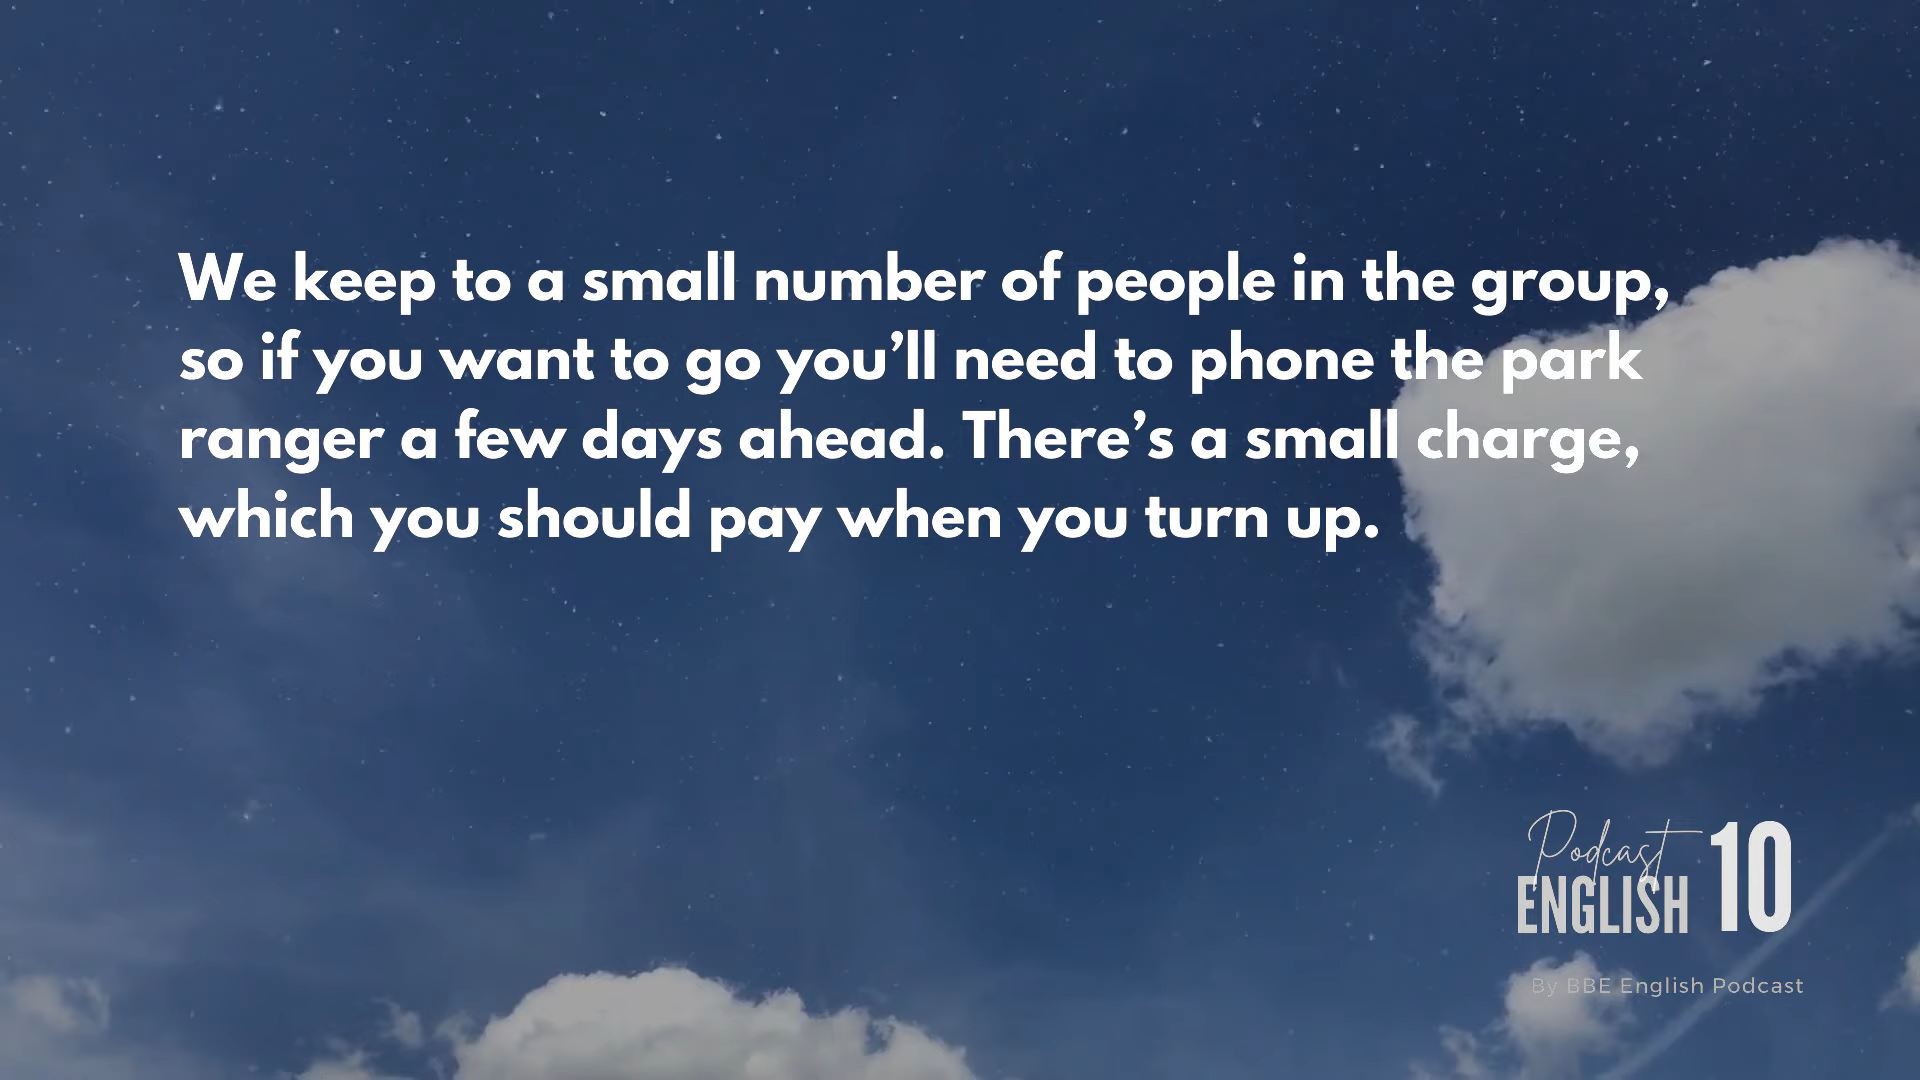 We keep to a small number of people in the group,
so if you want to go you’ll need to phone the park
ranger a few days ahead. There’s a small charge,
which you should pay when you turn up.
Podcast
ENGLISH 10
By BBE English Podcast